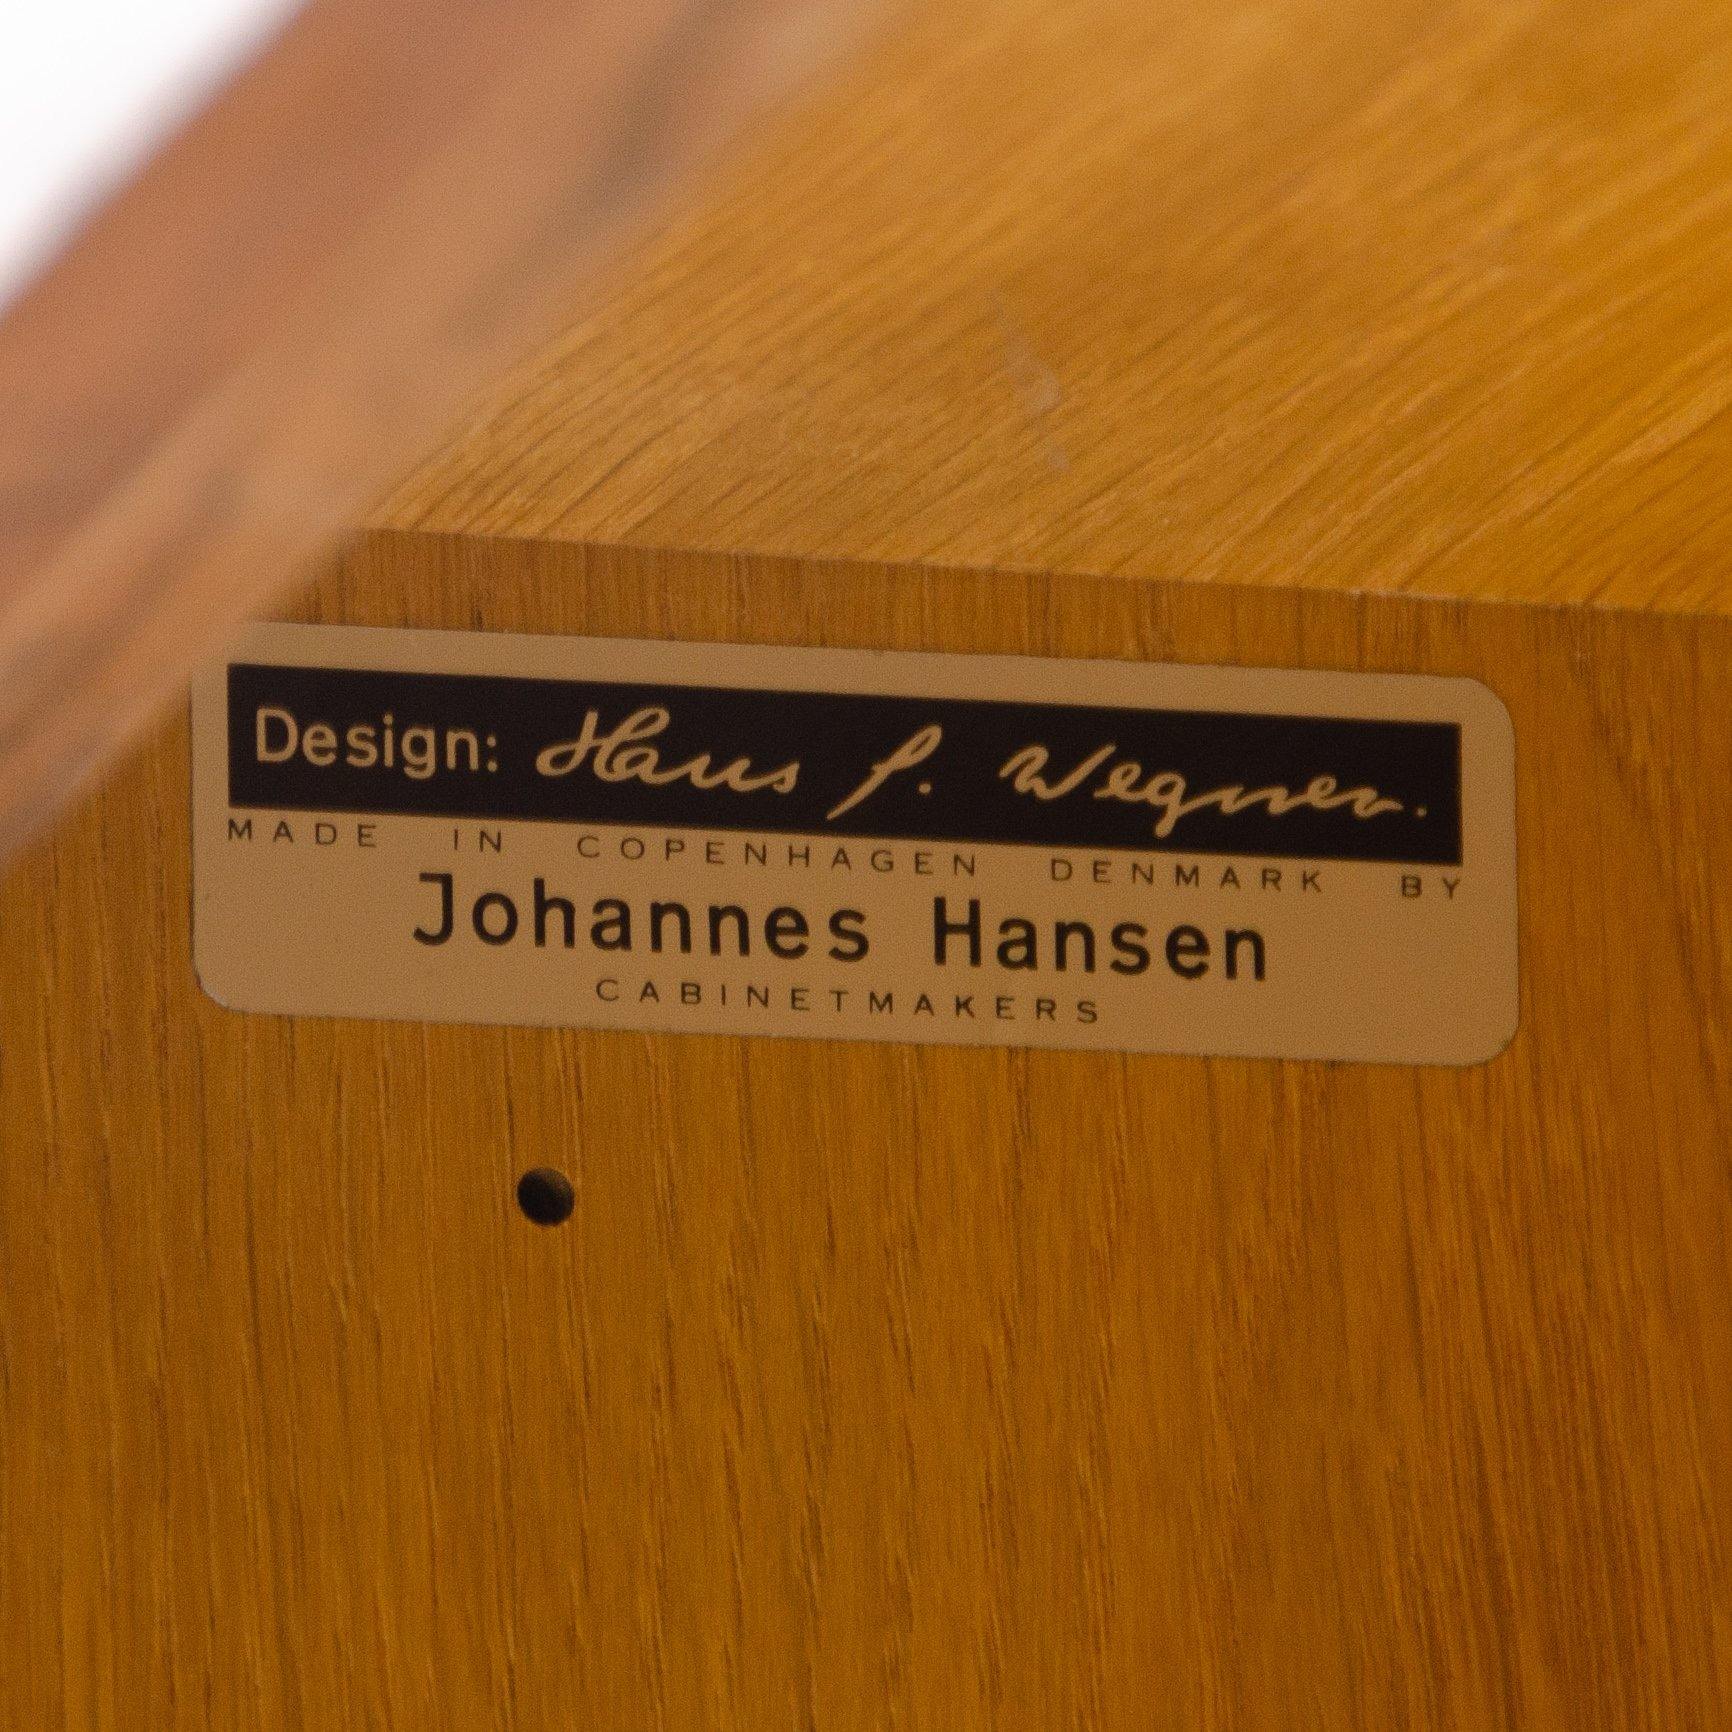 Design: Hans J. Wegner.
MADE IN COPENHAGEN DENMARK BY
Johannes Hansen
CABINETMAKERS